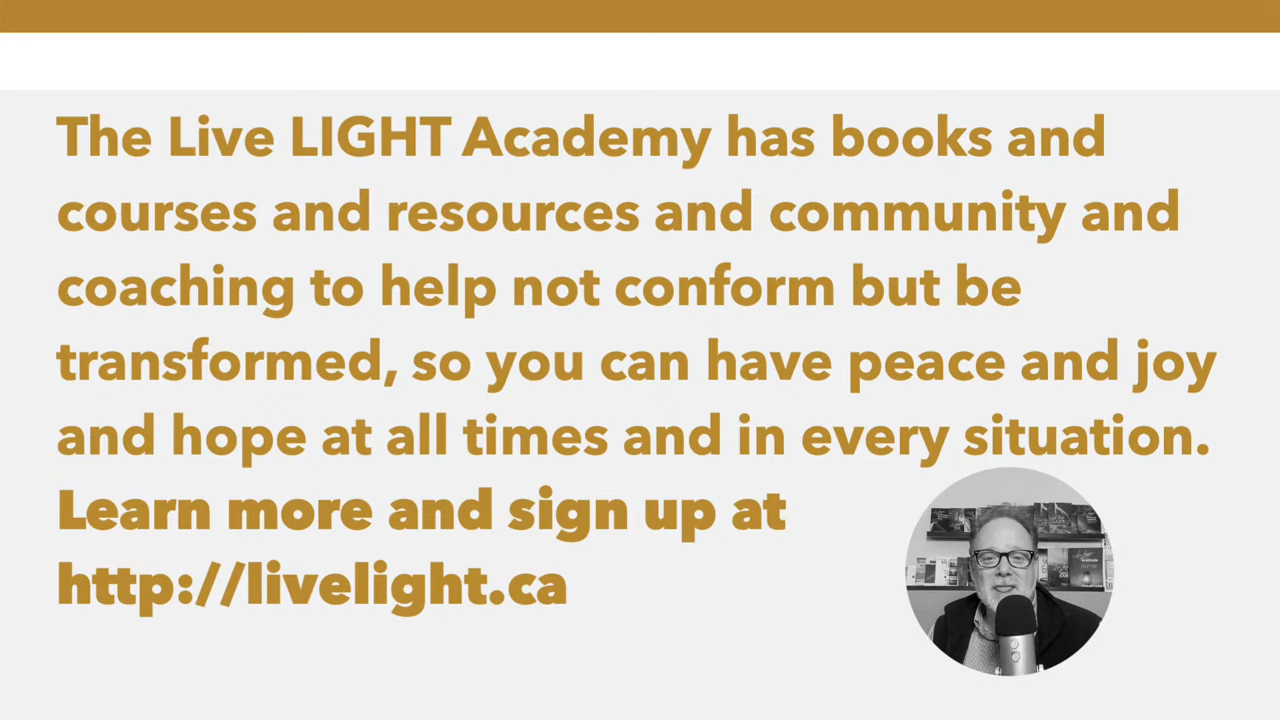 The Live LIGHT Academy has books and
courses and resources and community and
coaching to help not conform but be
transformed, so you can have peace and joy
and hope at all times and in every situation.
Learn more and sign up at
http://livelight.ca